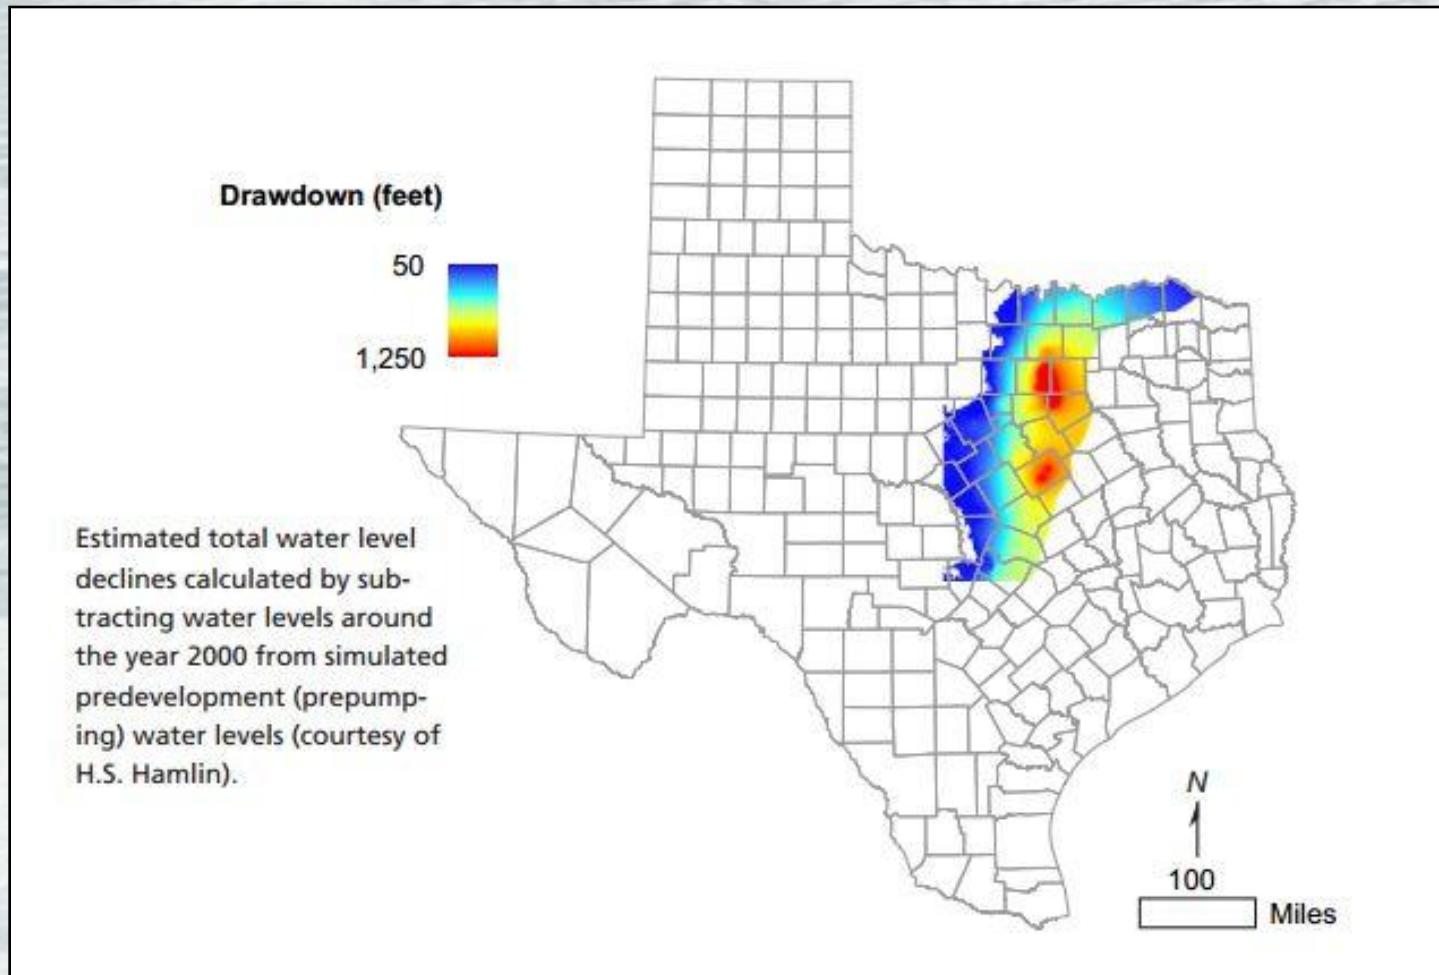 Drawdown (feet)
50
1,250
Estimated total water level
declines calculated by sub-
tracting water levels around
the year 2000 from simulated
predevelopment (prepump-
ing) water levels (courtesy of
H.S. Hamlin).
N
100
Miles